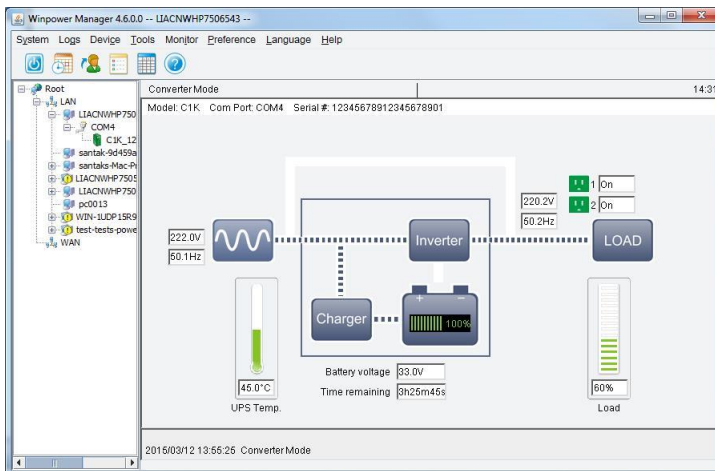 Winpower Manager 4.6.0.0 -- LIACNWHP7506543 --
System Logs Device Tools Monitor Preference Language Help
Root
LAN
LIACNWHP750
COM4
C1K_12
santak-9d459a
santaks-Mac-Pr
LIACNWHP7505
LIACNWHP750
pc0013
WIN-1UDP15R9
test-tests-powe
WAN
Converter Mode 14:31
Model: C1K Com Port: COM4 Serial #: 12345678912345678901
1 On
220.2V 2 On
50.2Hz
222.0V Inverter LOAD
50.1Hz
+ −
Charger 100%
Battery voltage 33.0V
45.0°C Time remaining 3h25m45s 60%
UPS Temp. Load
2015/03/12 13:55:25 Converter Mode